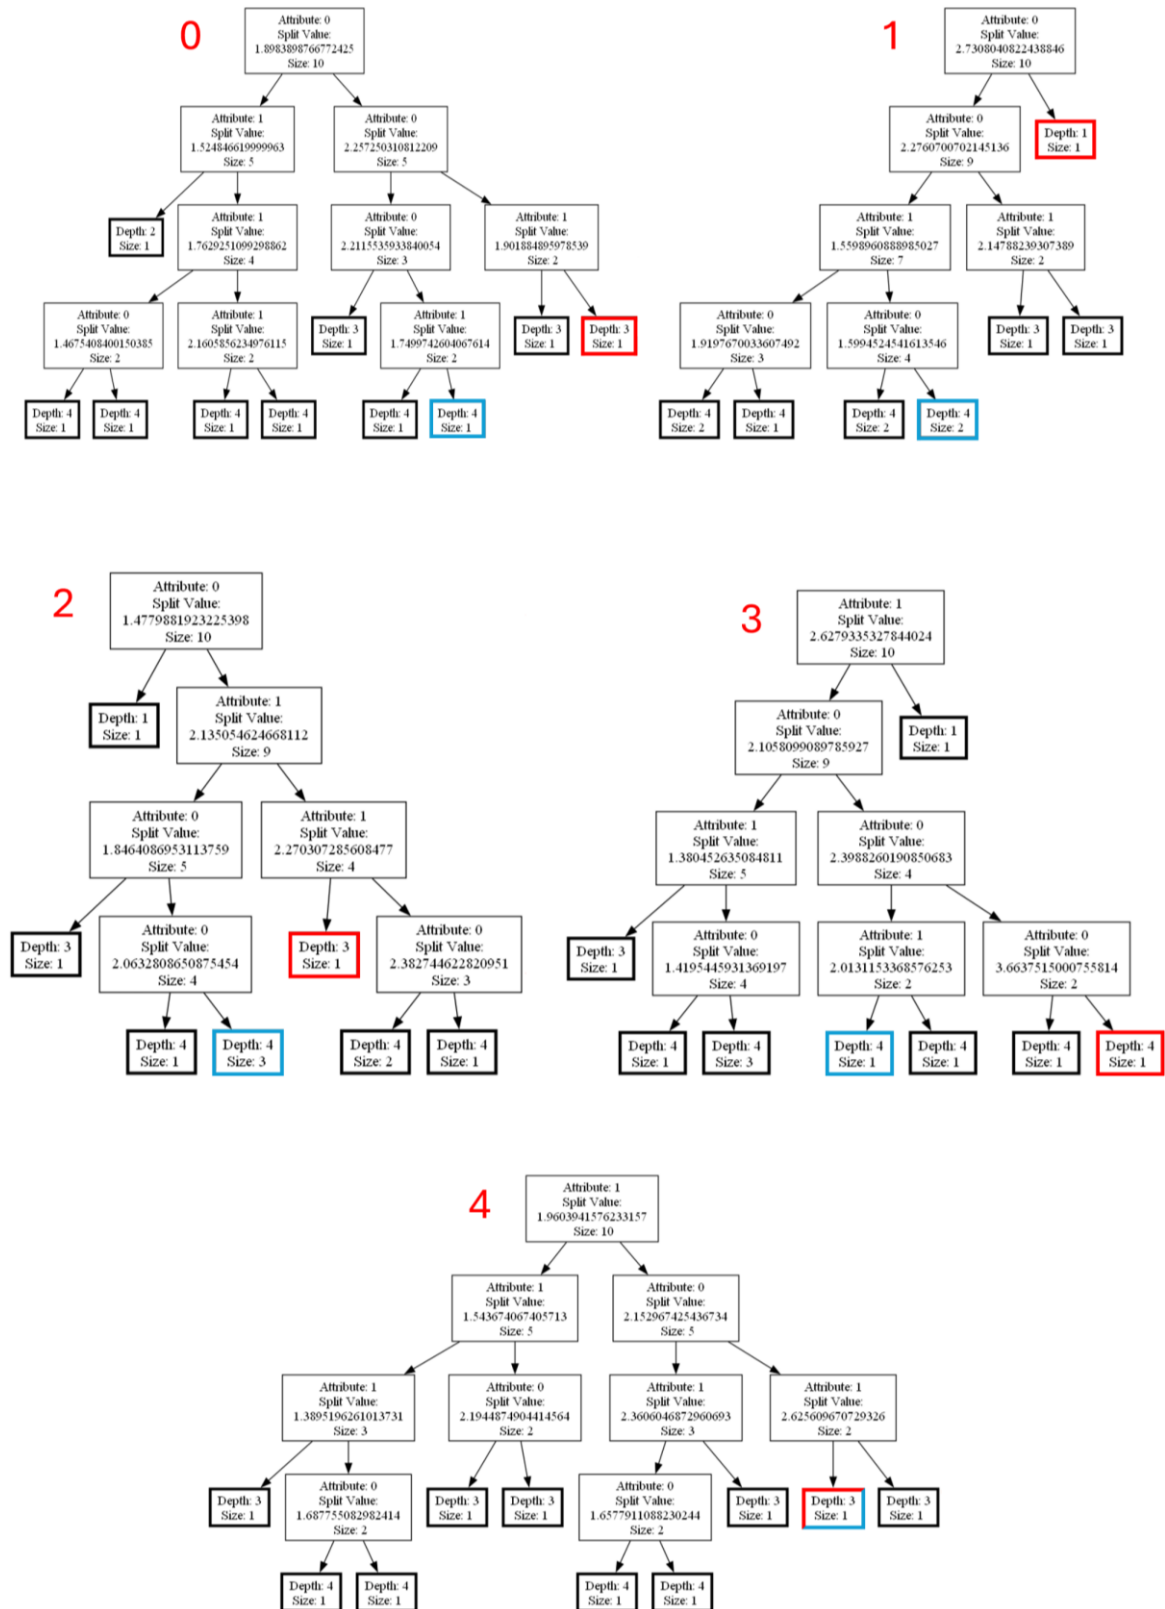 0
Attribute: 0
Split Value:
1.8983898766772425
Size: 10
Attribute: 1
Split Value:
1.524846619999963
Size: 5
Attribute: 0
Split Value:
2.257250310812209
Size: 5
Depth: 2
Size: 1
Attribute: 1
Split Value:
1.7629251099298862
Size: 4
Attribute: 0
Split Value:
2.2115535933840054
Size: 3
Attribute: 1
Split Value:
1.901884895978539
Size: 2
Attribute: 0
Split Value:
1.4675408400150385
Size: 2
Attribute: 1
Split Value:
2.1605856234976115
Size: 2
Depth: 3
Size: 1
Attribute: 1
Split Value:
1.7499742604067614
Size: 2
Depth: 3
Size: 1
Depth: 3
Size: 1
Depth: 4
Size: 1
Depth: 4
Size: 1
Depth: 4
Size: 1
Depth: 4
Size: 1
Depth: 4
Size: 1
Depth: 4
Size: 1
1
Attribute: 0
Split Value:
2.7308040822438846
Size: 10
Attribute: 0
Split Value:
2.2760700702145136
Size: 9
Depth: 1
Size: 1
Attribute: 1
Split Value:
1.5598960888985027
Size: 7
Attribute: 1
Split Value:
2.14788239307389
Size: 2
Attribute: 0
Split Value:
1.9197670033607492
Size: 3
Attribute: 0
Split Value:
1.5994524541613546
Size: 4
Depth: 3
Size: 1
Depth: 3
Size: 1
Depth: 4
Size: 2
Depth: 4
Size: 1
Depth: 4
Size: 2
Depth: 4
Size: 2
2
Attribute: 0
Split Value:
1.4779881923225398
Size: 10
Depth: 1
Size: 1
Attribute: 1
Split Value:
2.135054624668112
Size: 9
Attribute: 0
Split Value:
1.8464086953113759
Size: 5
Attribute: 1
Split Value:
2.270307285608477
Size: 4
Depth: 3
Size: 1
Attribute: 0
Split Value:
2.0632808650875454
Size: 4
Depth: 3
Size: 1
Attribute: 0
Split Value:
2.382744622820951
Size: 3
Depth: 4
Size: 1
Depth: 4
Size: 3
Depth: 4
Size: 2
Depth: 4
Size: 1
3
Attribute: 1
Split Value:
2.6279335327844024
Size: 10
Attribute: 0
Split Value:
2.1058099089785927
Size: 9
Depth: 1
Size: 1
Attribute: 1
Split Value:
1.380452635084811
Size: 5
Attribute: 0
Split Value:
2.3988260190850683
Size: 4
Depth: 3
Size: 1
Attribute: 0
Split Value:
1.4195445931369197
Size: 4
Attribute: 1
Split Value:
2.0131153368576253
Size: 2
Attribute: 0
Split Value:
3.6637515000755814
Size: 2
Depth: 4
Size: 1
Depth: 4
Size: 3
Depth: 4
Size: 1
Depth: 4
Size: 1
Depth: 4
Size: 1
Depth: 4
Size: 1
4
Attribute: 1
Split Value:
1.9603941576233157
Size: 10
Attribute: 1
Split Value:
1.543674067405713
Size: 5
Attribute: 0
Split Value:
2.152967425436734
Size: 5
Attribute: 1
Split Value:
1.3895196261013731
Size: 3
Attribute: 0
Split Value:
2.1944874904414564
Size: 2
Attribute: 1
Split Value:
2.3606046872960693
Size: 3
Attribute: 1
Split Value:
2.625609670729326
Size: 2
Depth: 3
Size: 1
Attribute: 0
Split Value:
1.687755082982414
Size: 2
Depth: 3
Size: 1
Depth: 3
Size: 1
Attribute: 0
Split Value:
1.6577911088230244
Size: 2
Depth: 3
Size: 1
Depth: 3
Size: 1
Depth: 3
Size: 1
Depth: 4
Size: 1
Depth: 4
Size: 1
Depth: 4
Size: 1
Depth: 4
Size: 1